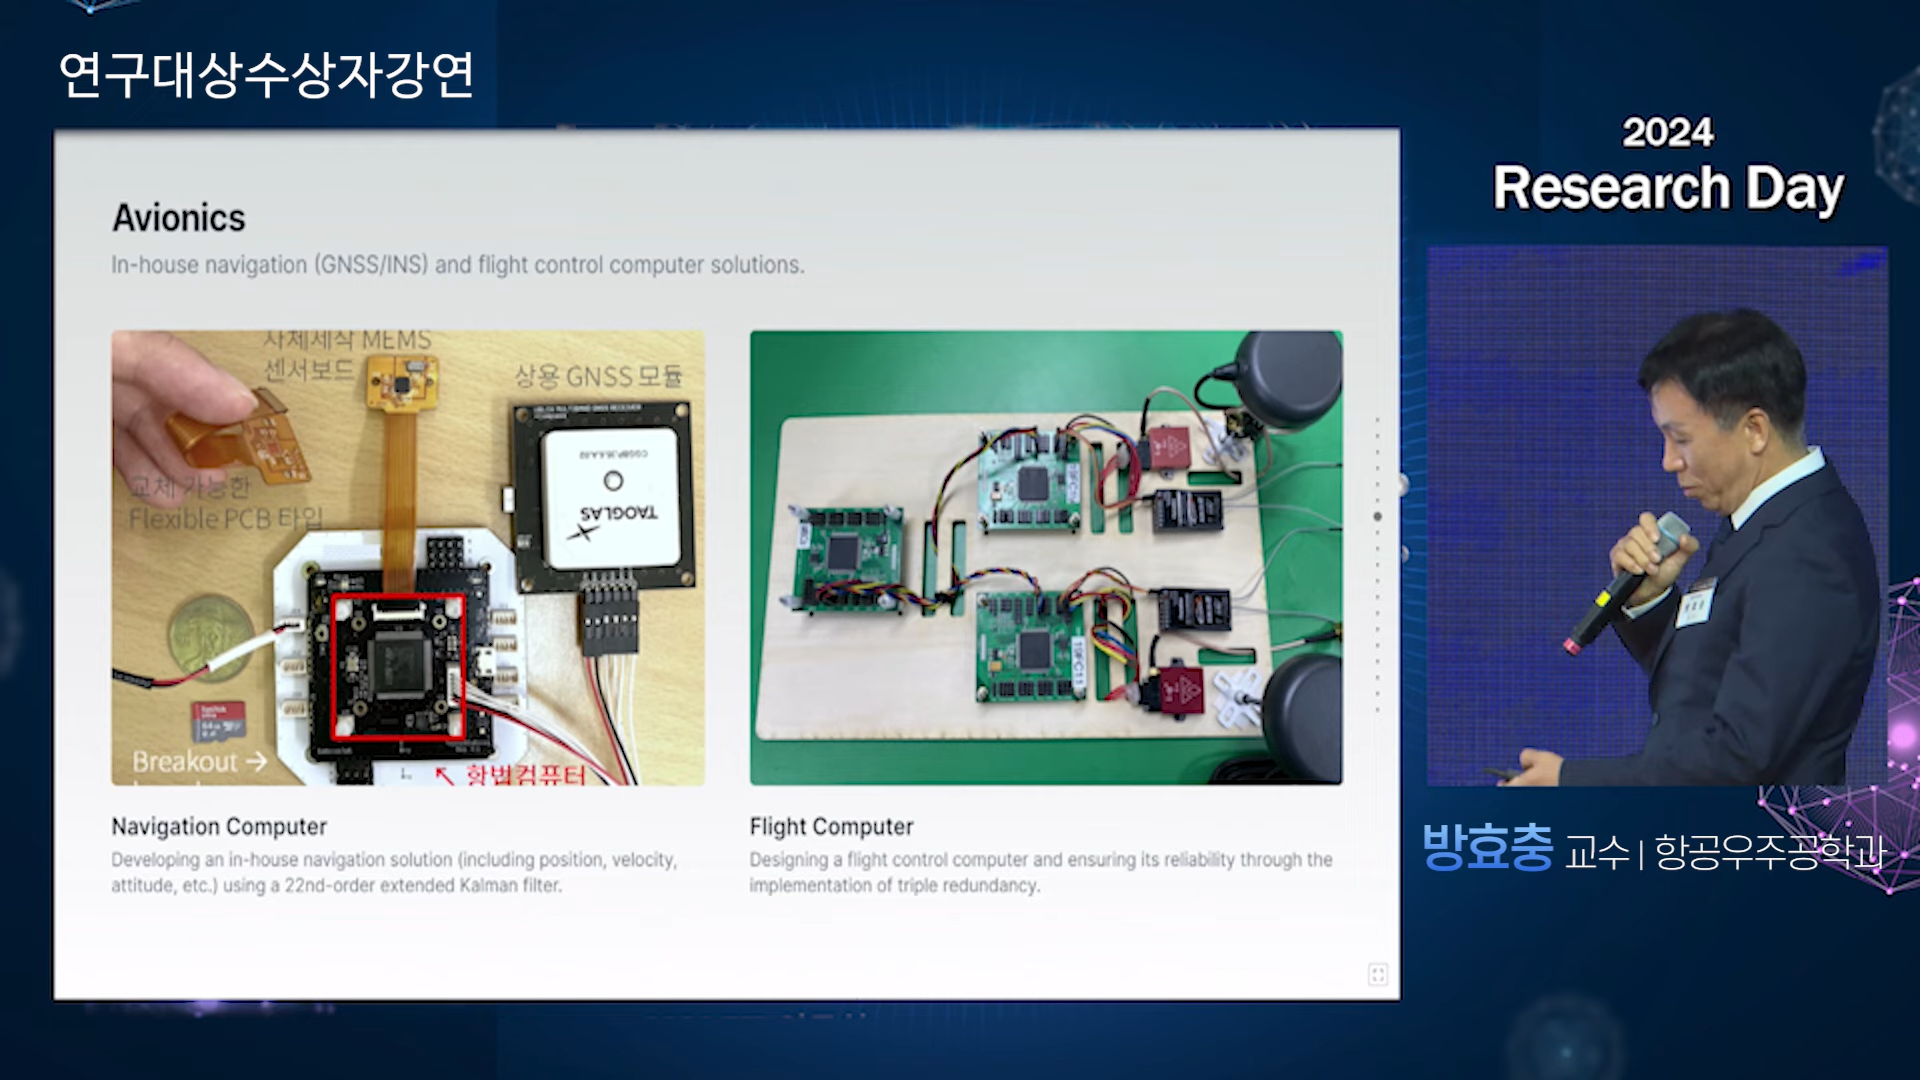 연구대상수상자강연
2024
Research Day
Avionics
In-house navigation (GNSS/INS) and flight control computer solutions.
자체제작 MEMS
센서보드
상용 GNSS 모듈
교체 가능한
Flexible PCB 타입
TAOGLAS
Breakout →
↖ 항법컴퓨터
Navigation Computer
Developing an in-house navigation solution (including position, velocity,
attitude, etc.) using a 22nd-order extended Kalman filter.
Flight Computer
Designing a flight control computer and ensuring its reliability through the
implementation of triple redundancy.
방효충 교수 | 항공우주공학과